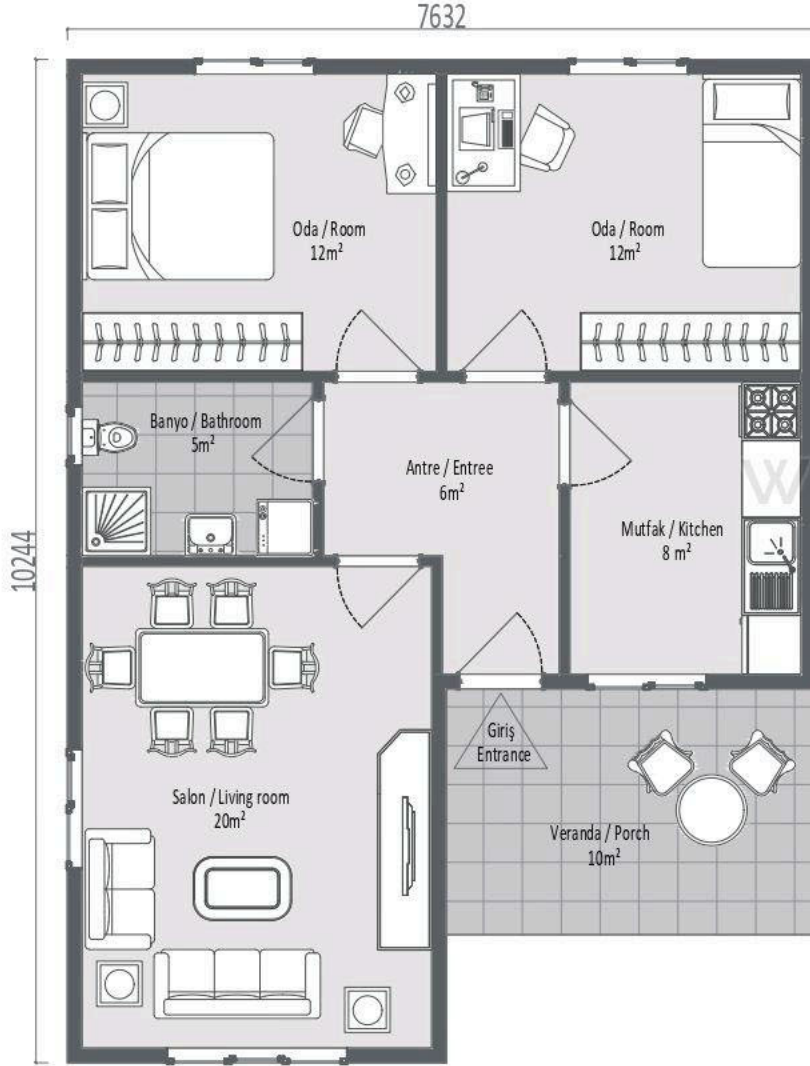 7632
10244
Oda / Room
12m²
Oda / Room
12m²
Banyo / Bathroom
5m²
Antre / Entree
6m²
Mutfak / Kitchen
8 m²
W
Salon / Living room
20m²
Giriş
Entrance
Veranda / Porch
10m²